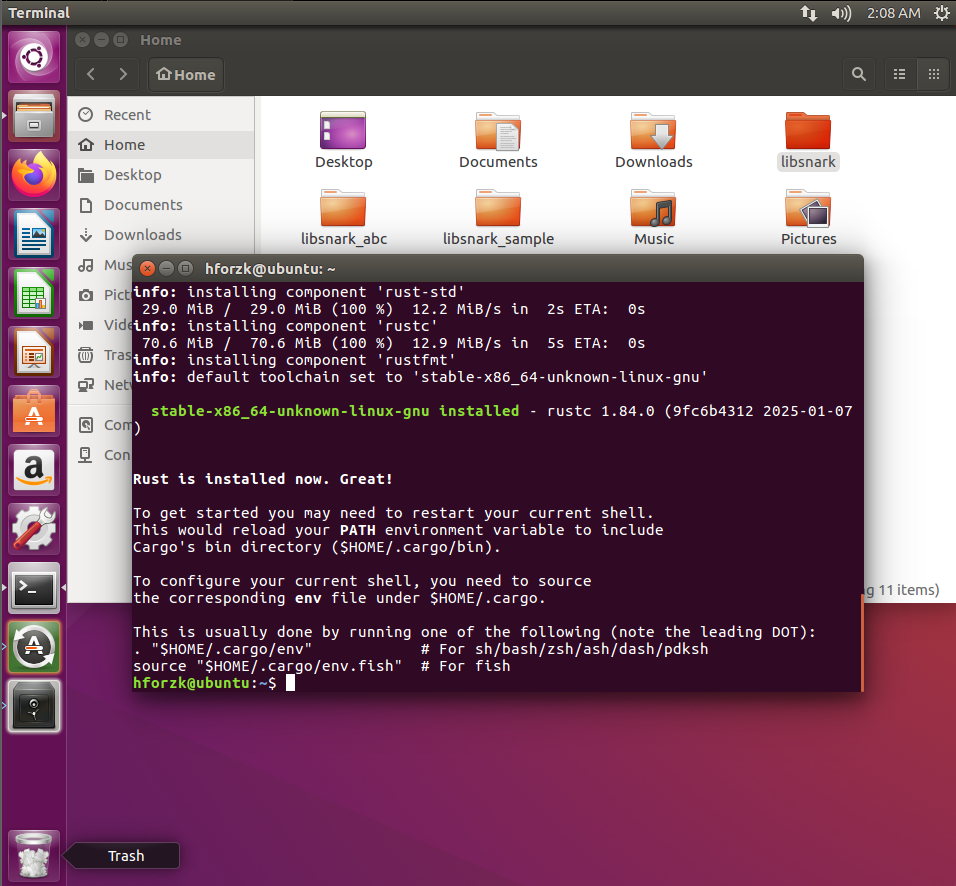 Terminal
2:08 AM
Home
Home
Recent
Home
Desktop
Documents
Downloads
Mus
Pict
Vide
Tras
Netw
Com
Con
Desktop
Documents
Downloads
libsnark
libsnark_abc
libsnark_sample
Music
Pictures
g 11 items)
hforzk@ubuntu: ~
info: installing component 'rust-std'
 29.0 MiB /  29.0 MiB (100 %)  12.2 MiB/s in  2s ETA:  0s
info: installing component 'rustc'
 70.6 MiB /  70.6 MiB (100 %)  12.9 MiB/s in  5s ETA:  0s
info: installing component 'rustfmt'
info: default toolchain set to 'stable-x86_64-unknown-linux-gnu'
  stable-x86_64-unknown-linux-gnu installed - rustc 1.84.0 (9fc6b4312 2025-01-07
)
Rust is installed now. Great!
To get started you may need to restart your current shell.
This would reload your PATH environment variable to include
Cargo's bin directory ($HOME/.cargo/bin).
To configure your current shell, you need to source
the corresponding env file under $HOME/.cargo.
This is usually done by running one of the following (note the leading DOT):
. "$HOME/.cargo/env"            # For sh/bash/zsh/ash/dash/pdksh
source "$HOME/.cargo/env.fish"  # For fish
hforzk@ubuntu:~$
Trash